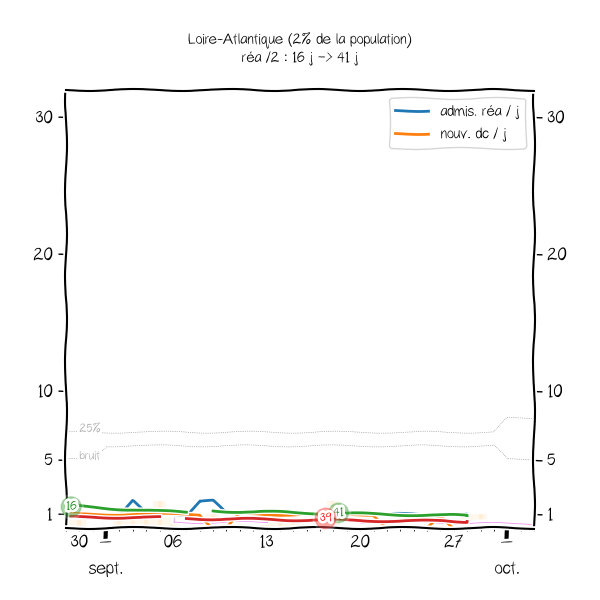 Loire-Atlantique (2% de la population)
réa /2 : 16 j -> 41 j
admis. réa / j
nouv. dc / j
30 30
20 20
10 10
25%
bruit
5 5
16
39 41
1 1
30 06 13 20 27
sept. oct.